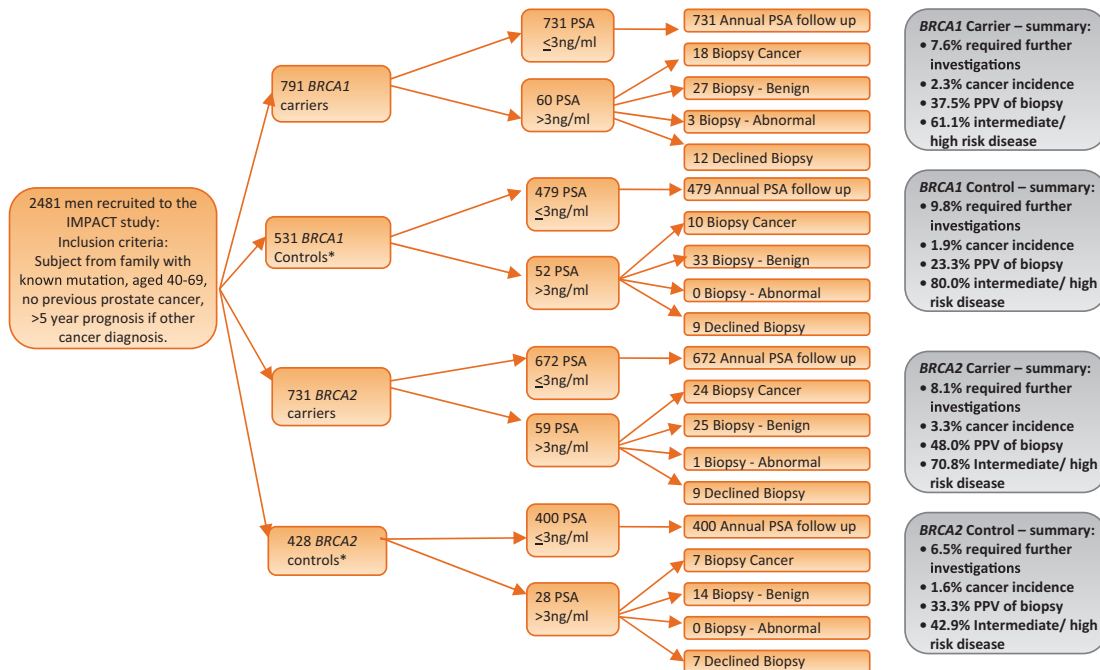 2481 men recruited to the
IMPACT study:
Inclusion criteria:
Subject from family with
known mutation, aged 40-69,
no previous prostate cancer,
>5 year prognosis if other
cancer diagnosis.
791 BRCA1
carriers
731 PSA
≤3ng/ml
731 Annual PSA follow up
60 PSA
>3ng/ml
18 Biopsy Cancer
27 Biopsy - Benign
3 Biopsy - Abnormal
12 Declined Biopsy
BRCA1 Carrier – summary:
• 7.6% required further
investigations
• 2.3% cancer incidence
• 37.5% PPV of biopsy
• 61.1% intermediate/
high risk disease
531 BRCA1
Controls*
479 PSA
≤3ng/ml
479 Annual PSA follow up
52 PSA
>3ng/ml
10 Biopsy Cancer
33 Biopsy - Benign
0 Biopsy - Abnormal
9 Declined Biopsy
BRCA1 Control – summary:
• 9.8% required further
investigations
• 1.9% cancer incidence
• 23.3% PPV of biopsy
• 80.0% intermediate/ high
risk disease
731 BRCA2
carriers
672 PSA
≤3ng/ml
672 Annual PSA follow up
59 PSA
>3ng/ml
24 Biopsy Cancer
25 Biopsy - Benign
1 Biopsy - Abnormal
9 Declined Biopsy
BRCA2 Carrier – summary:
• 8.1% required further
investigations
• 3.3% cancer incidence
• 48.0% PPV of biopsy
• 70.8% Intermediate/ high
risk disease
428 BRCA2
controls*
400 PSA
≤3ng/ml
400 Annual PSA follow up
28 PSA
>3ng/ml
7 Biopsy Cancer
14 Biopsy - Benign
0 Biopsy - Abnormal
7 Declined Biopsy
BRCA2 Control – summary:
• 6.5% required further
investigations
• 1.6% cancer incidence
• 33.3% PPV of biopsy
• 42.9% Intermediate/ high
risk disease